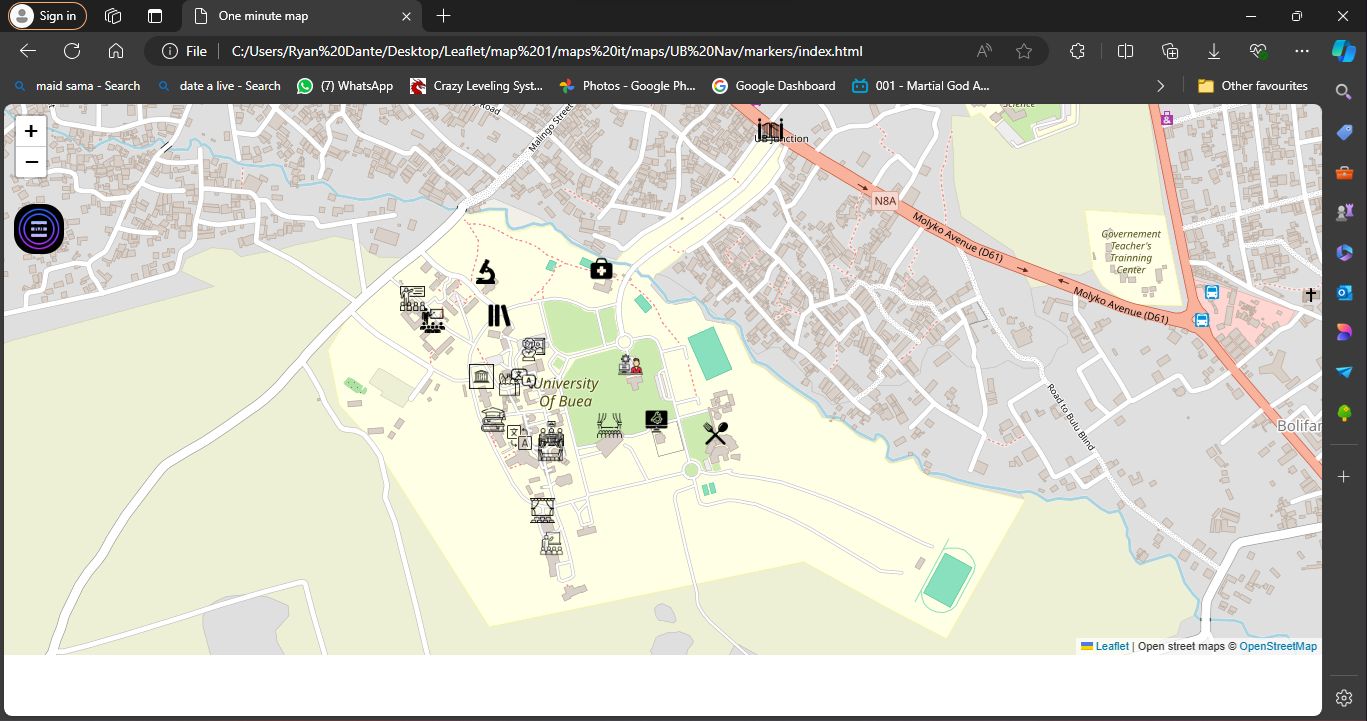 Sign in
One minute map
File
C:/Users/Ryan%20Dante/Desktop/Leaflet/map%201/maps%20it/maps/UB%20Nav/markers/index.html
maid sama - Search
date a live - Search
(7) WhatsApp
Crazy Leveling Syst...
Photos - Google Ph...
Google Dashboard
001 - Martial God A...
Other favourites
+
−
Road
Malingo Street
UB Junction
Science
N8A
Molyko Avenue (D61)
Governement
Teacher's
Trainning
Center
Molyko Avenue (D61)
University
Of Buea
Road to Bulu Blind
Bolifam
Leaflet | Open street maps © OpenStreetMap